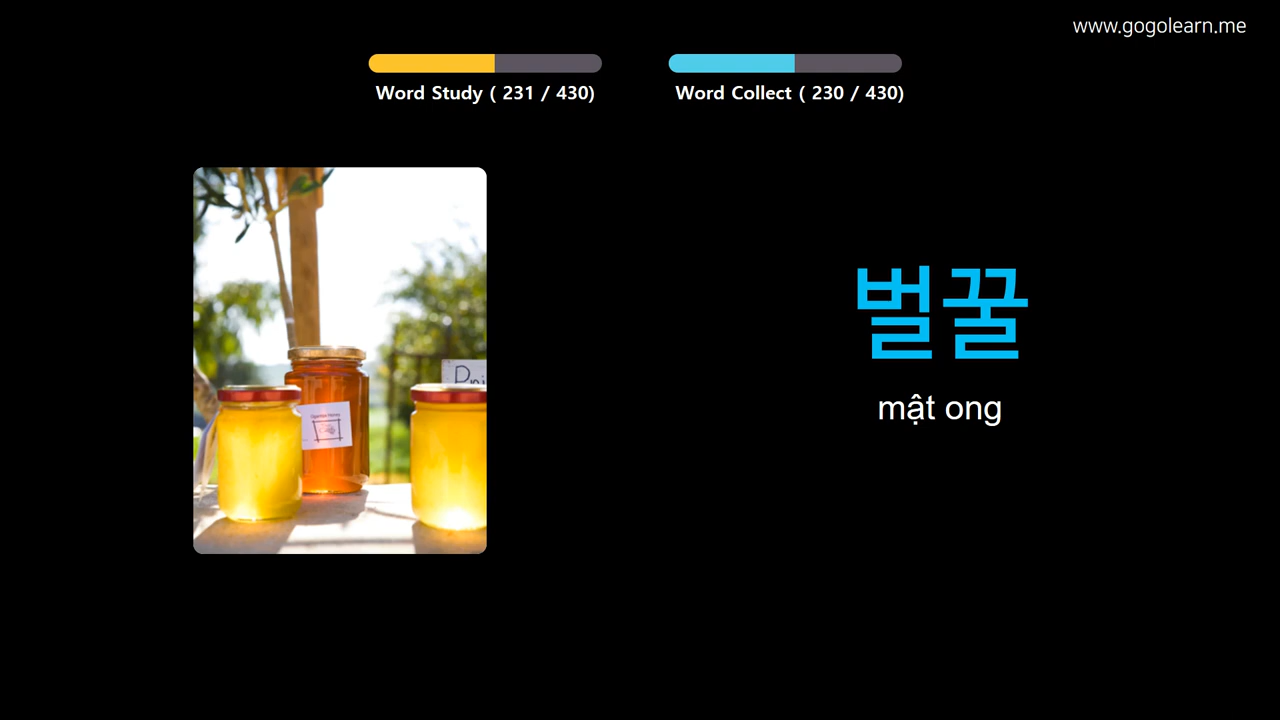 www.gogolearn.me
Word Study ( 231 / 430)
Word Collect ( 230 / 430)
벌꿀
mật ong